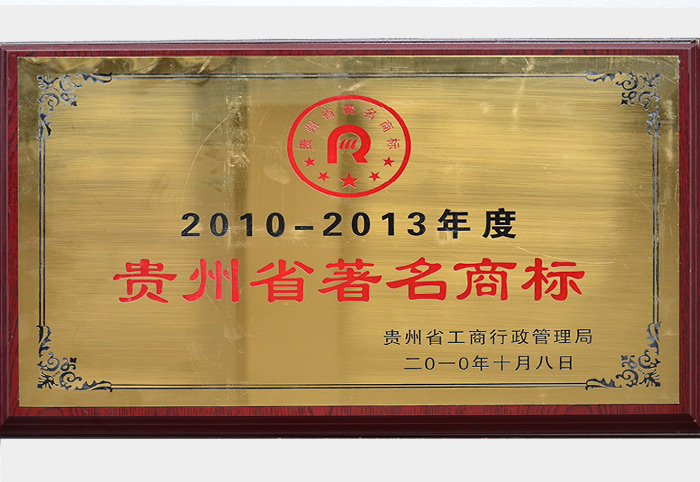 贵州省著名商标
R
2010-2013年度
贵州省著名商标
贵州省工商行政管理局
二〇一〇年十月八日